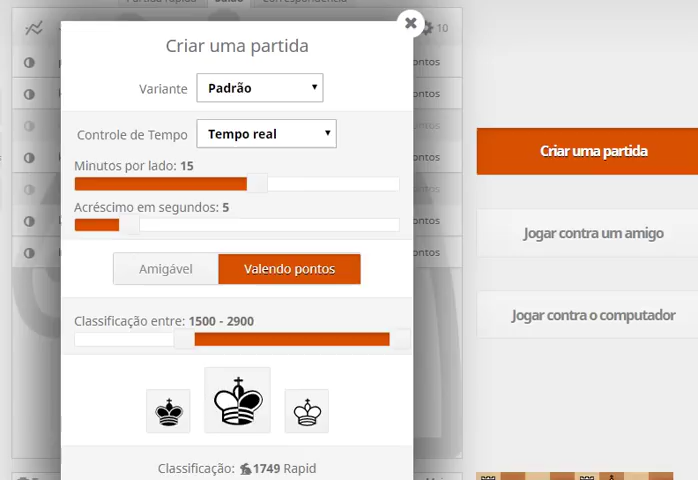 Partida rápida Salão Correspondência
10
Criar uma partida
Variante Padrão
pontos
Controle de Tempo Tempo real
Minutos por lado: 15
Acréscimo em segundos: 5
Amigável Valendo pontos
Classificação entre: 1500 - 2900
Classificação: 1749 Rapid
Criar uma partida
Jogar contra um amigo
Jogar contra o computador